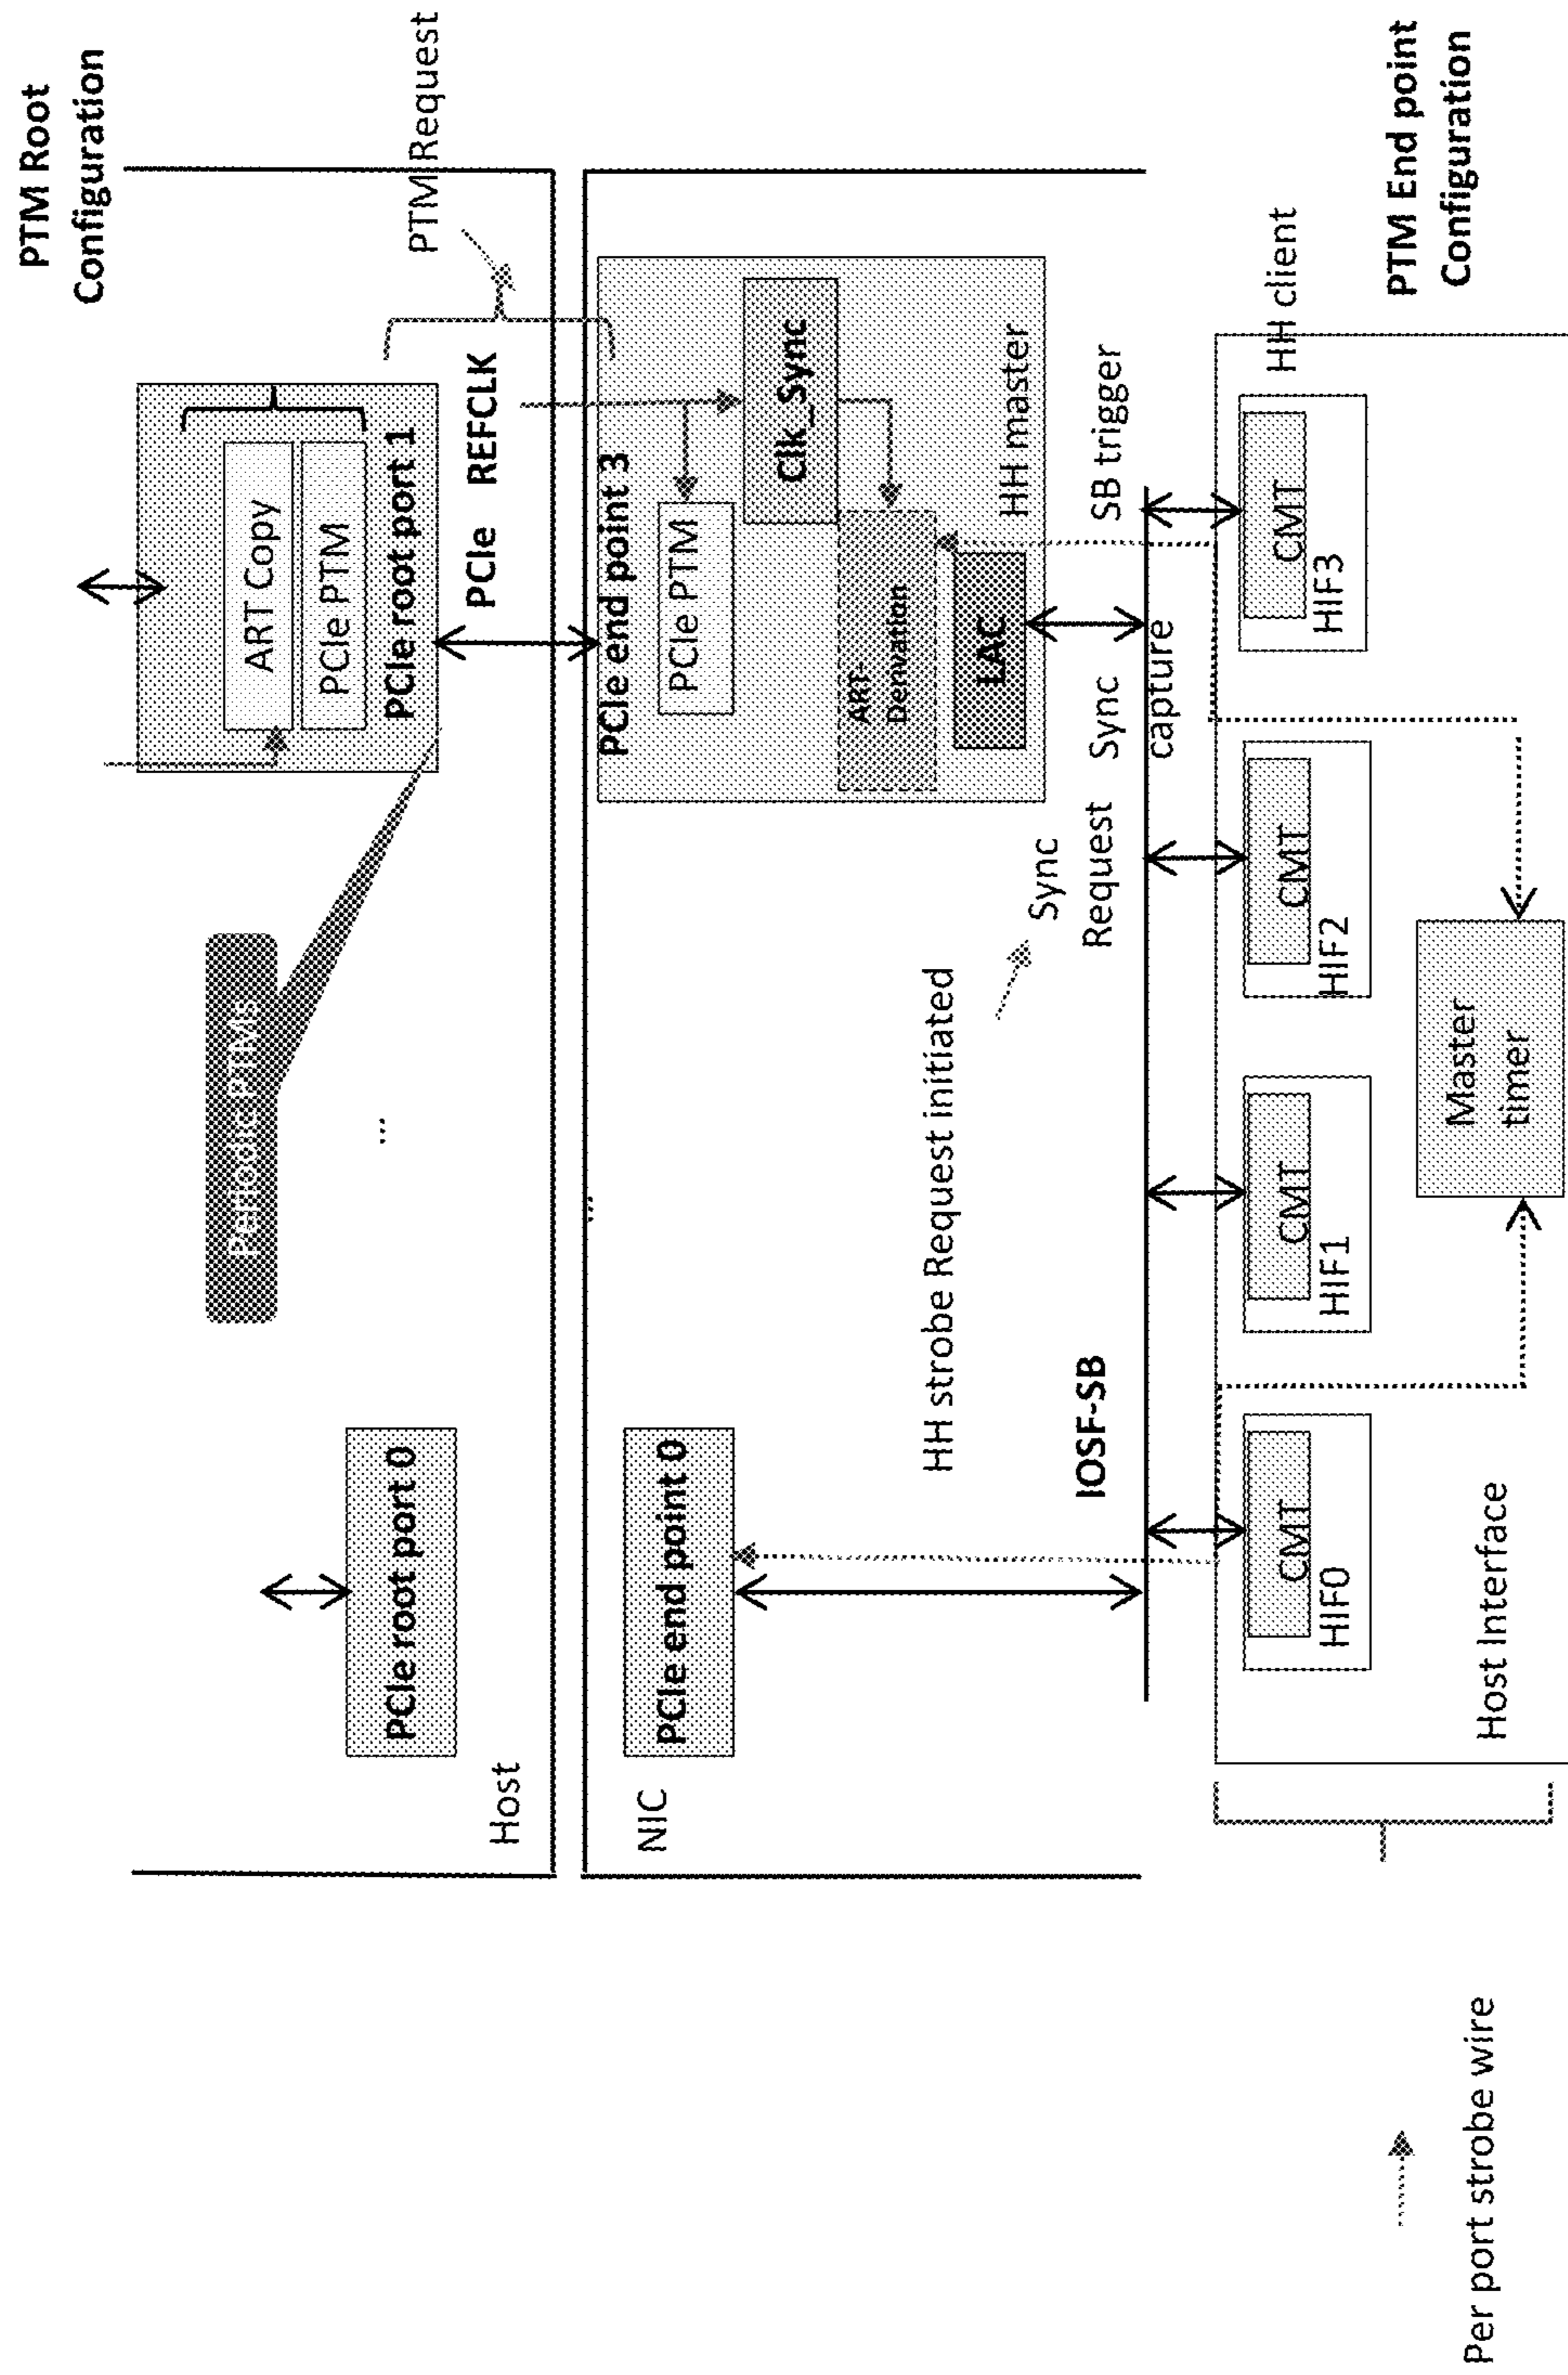 PTM Root
Configuration
Periodic PTMs
ART Copy
PCIe PTM
PCIe root port 1
PCIe root port 0
...
PTM Request
Host
PCIe REFCLK
NIC
...
PCIe end point 0
PCIe end point 3
PCIe PTM
Clk_Sync
ART-
Derivation
LAC
HH master
HH strobe Request initiated
Sync
Request
Sync
capture
SB trigger
IOSF-SB
HH client
CMT
HIF0
CMT
HIF1
CMT
HIF2
CMT
HIF3
Host Interface
Master
timer
PTM End point
Configuration
Per port strobe wire